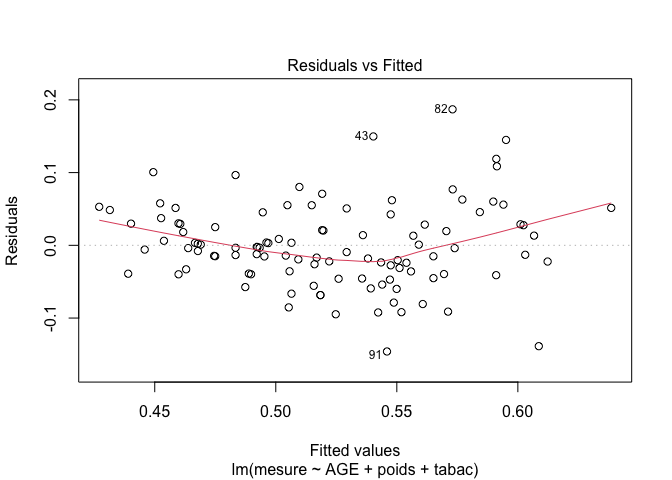 Residuals vs Fitted
Residuals
0.2
0.1
0.0
-0.1
82
43
91
0.45 0.50 0.55 0.60
Fitted values
lm(mesure ~ AGE + poids + tabac)